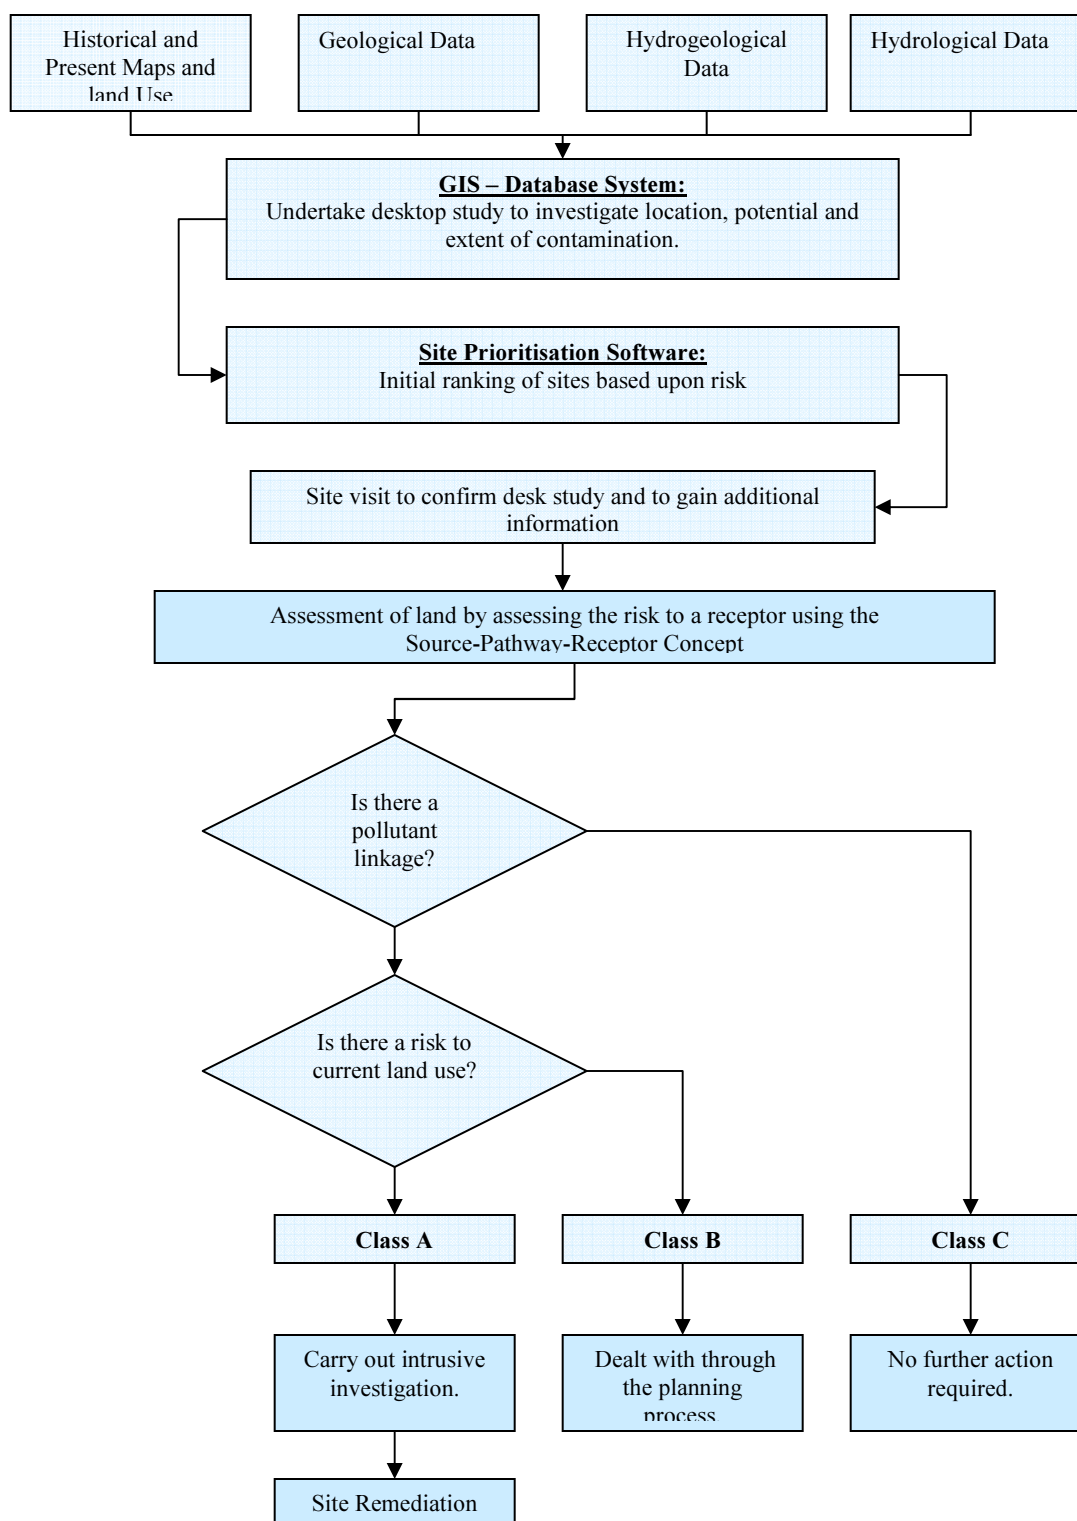 Historical and
Present Maps and
land Use
Geological Data
Hydrogeological
Data
Hydrological Data
GIS – Database System:
Undertake desktop study to investigate location, potential and
extent of contamination.
Site Prioritisation Software:
Initial ranking of sites based upon risk
Site visit to confirm desk study and to gain additional
information
Assessment of land by assessing the risk to a receptor using the
Source-Pathway-Receptor Concept
Is there a
pollutant
linkage?
Is there a risk to
current land use?
Class A
Class B
Class C
Carry out intrusive
investigation.
Dealt with through
the planning
process.
No further action
required.
Site Remediation